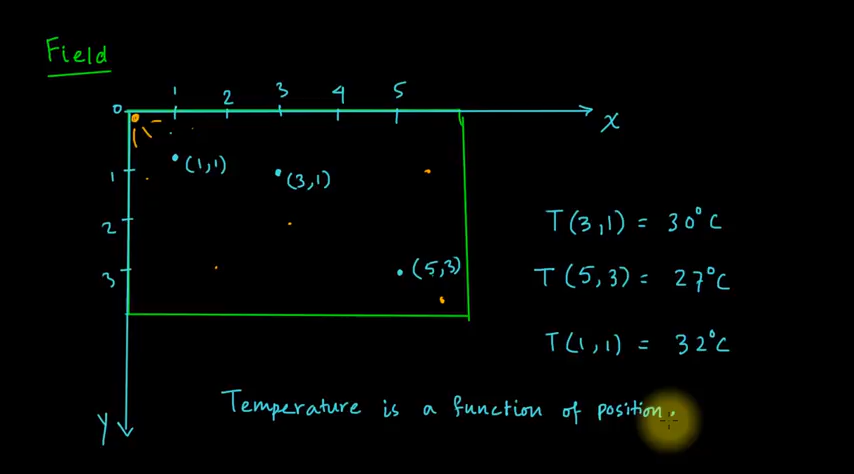 Field
0 1 2 3 4 5 x
1 (1,1) (3,1)
2
3 (5,3)
y
T(3,1) = 30°C
T(5,3) = 27°C
T(1,1) = 32°C
Temperature is a function of position.